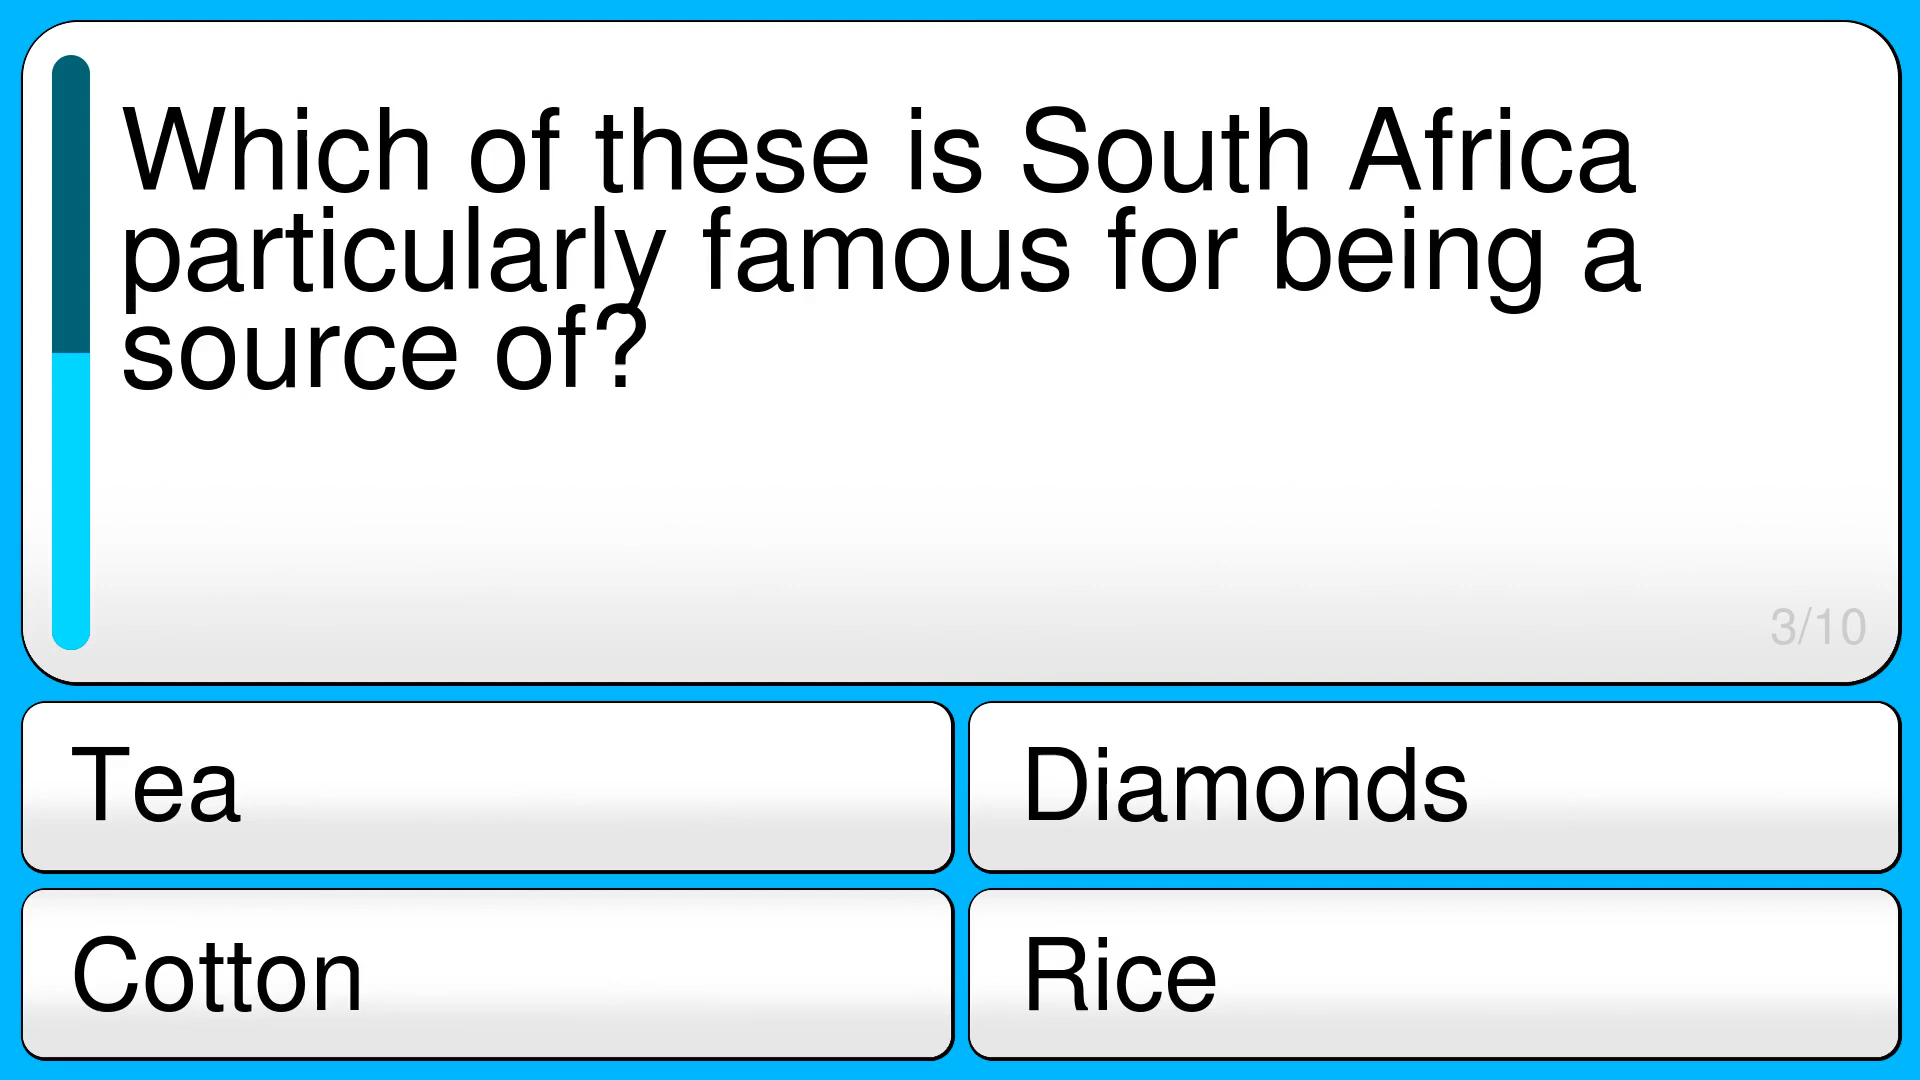 Which of these is South Africa
particularly famous for being a
source of?
3/10
Tea
Diamonds
Cotton
Rice